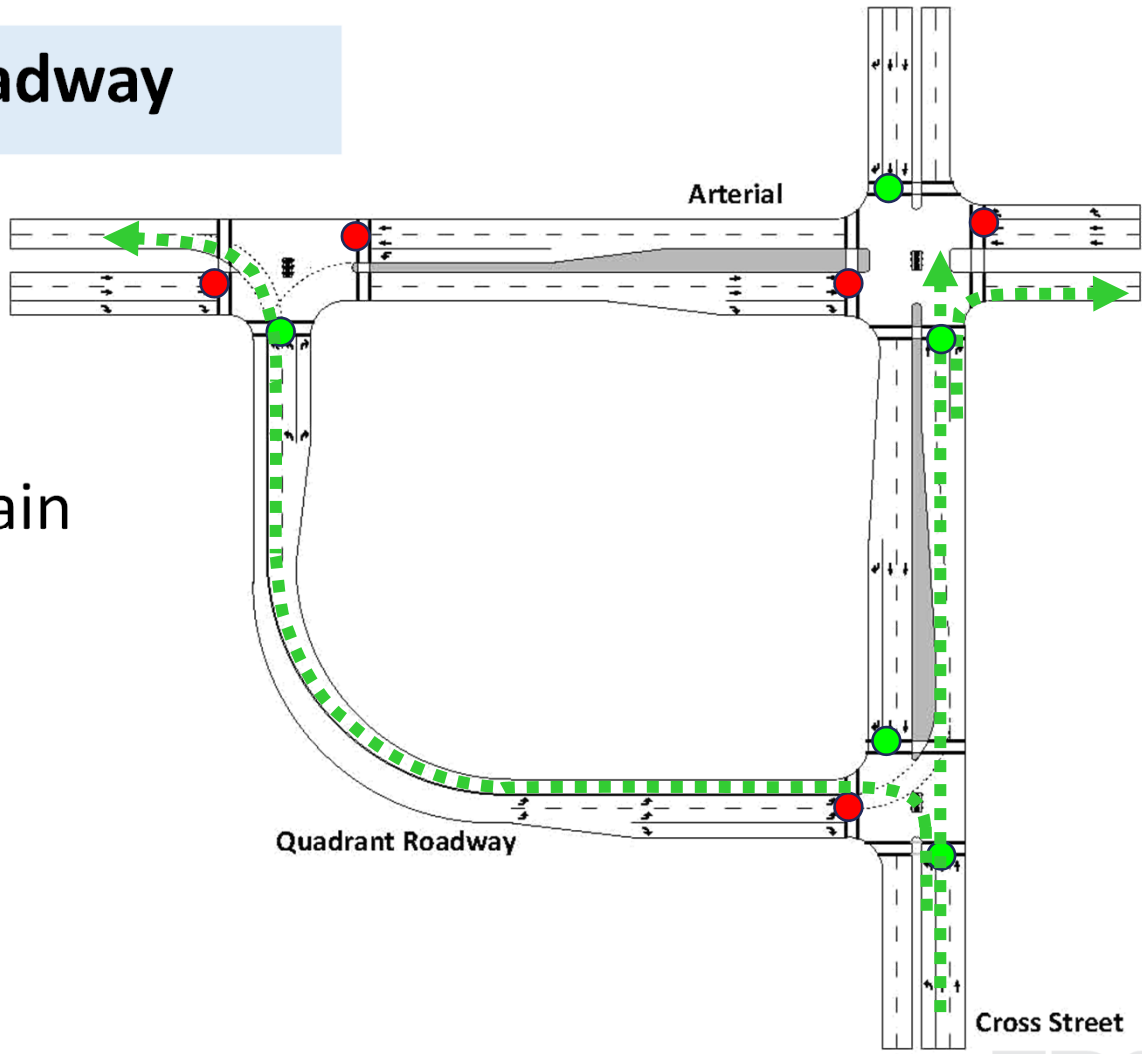 adway
Arterial
ain
Quadrant Roadway
Cross Street